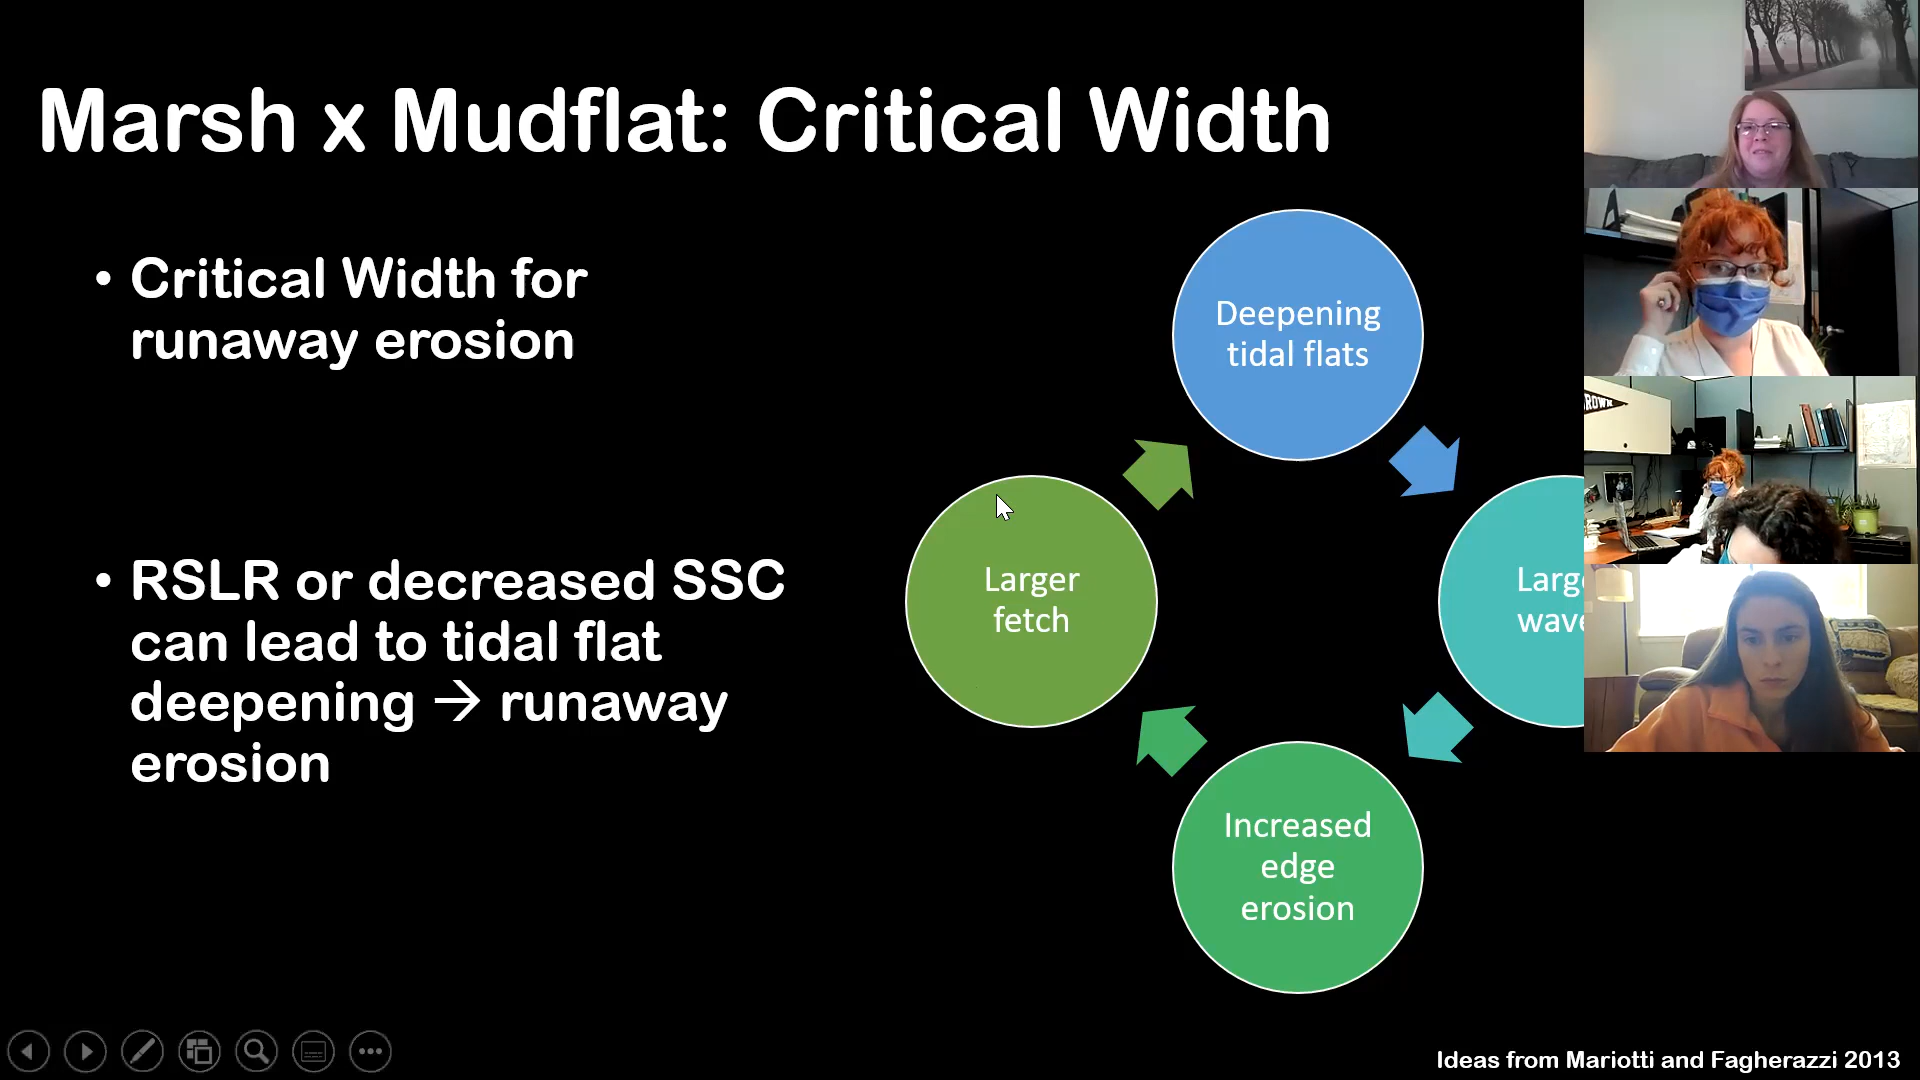 Marsh x Mudflat: Critical Width
• Critical Width for
runaway erosion
• RSLR or decreased SSC
can lead to tidal flat
deepening → runaway
erosion
Deepening
tidal flats
Larger
fetch
Increased
edge
erosion
Ideas from Mariotti and Fagherazzi 2013